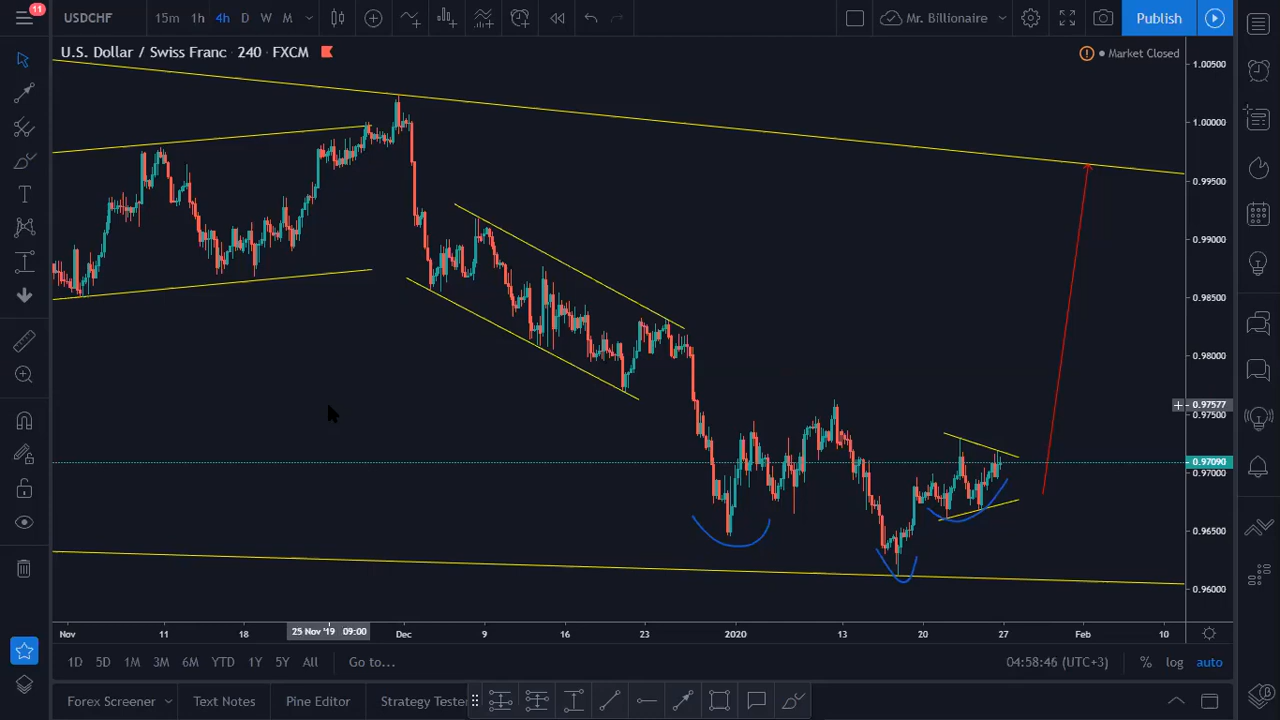 11
USDCHF
15m 1h 4h D W M
Mr. Billionaire
Publish
U.S. Dollar / Swiss Franc 240 FXCM
! Market Closed
1.00500
1.00000
0.99500
0.99000
0.98500
0.98000
0.97577
0.97500
0.97090
0.97000
0.96500
0.96000
Nov 11 18 25 Nov '19 09:00 Dec 9 16 23 2020 13 20 27 Feb 10
1D 5D 1M 3M 6M YTD 1Y 5Y All Go to... 04:58:46 (UTC+3) % log auto
Forex Screener Text Notes Pine Editor Strategy Tester